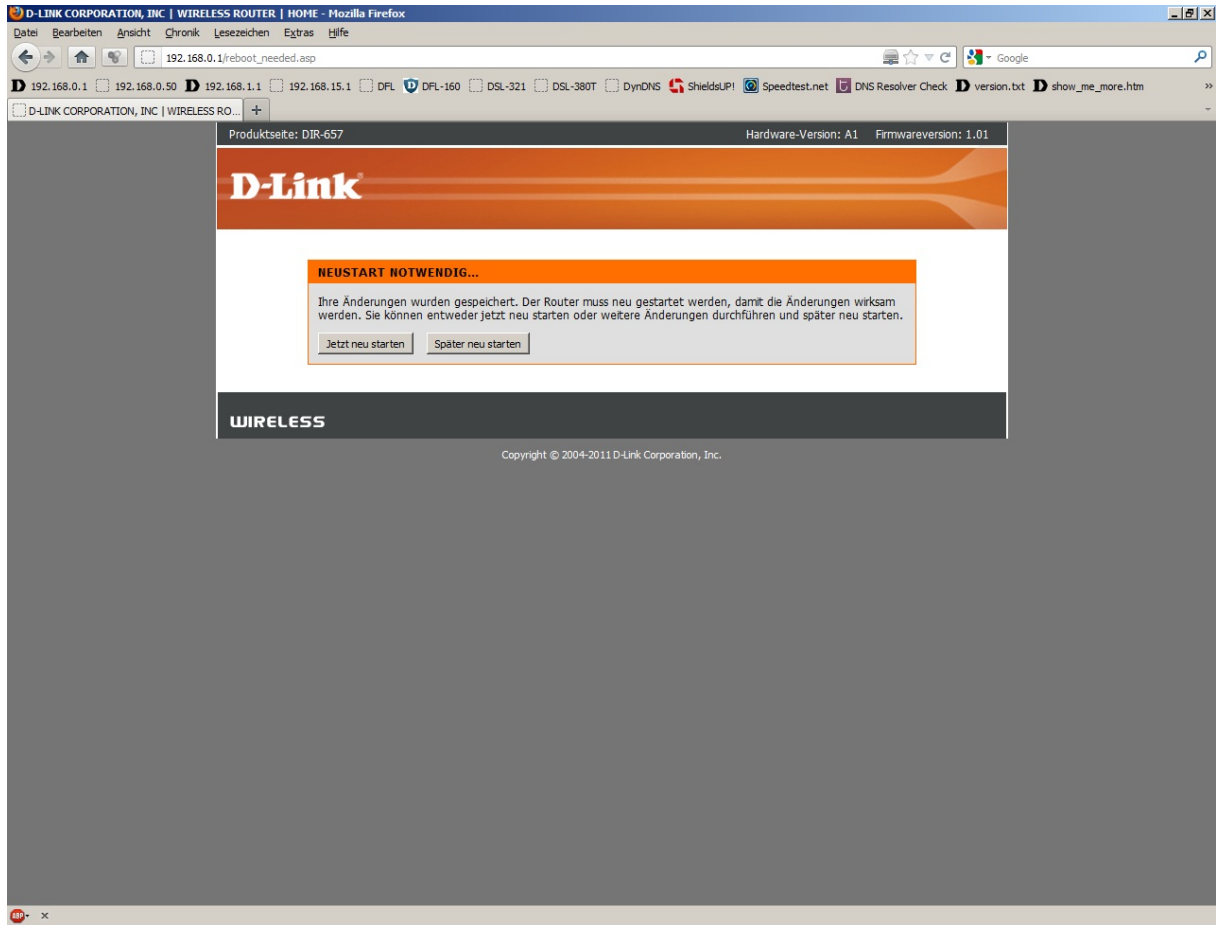 D-LINK CORPORATION, INC | WIRELESS ROUTER | HOME - Mozilla Firefox
Datei Bearbeiten Ansicht Chronik Lesezeichen Extras Hilfe
192.168.0.1/reboot_needed.asp Google
192.168.0.1 192.168.0.50 192.168.1.1 192.168.15.1 DFL DFL-160 DSL-321 DSL-380T DynDNS ShieldsUP! Speedtest.net DNS Resolver Check version.txt show_me_more.htm »
D-LINK CORPORATION, INC | WIRELESS RO... +
Produktseite: DIR-657 Hardware-Version: A1 Firmwareversion: 1.01
D-Link
NEUSTART NOTWENDIG...
Ihre Änderungen wurden gespeichert. Der Router muss neu gestartet werden, damit die Änderungen wirksam
werden. Sie können entweder jetzt neu starten oder weitere Änderungen durchführen und später neu starten.
Jetzt neu starten Später neu starten
WIRELESS
Copyright © 2004-2011 D-Link Corporation, Inc.
ABP x